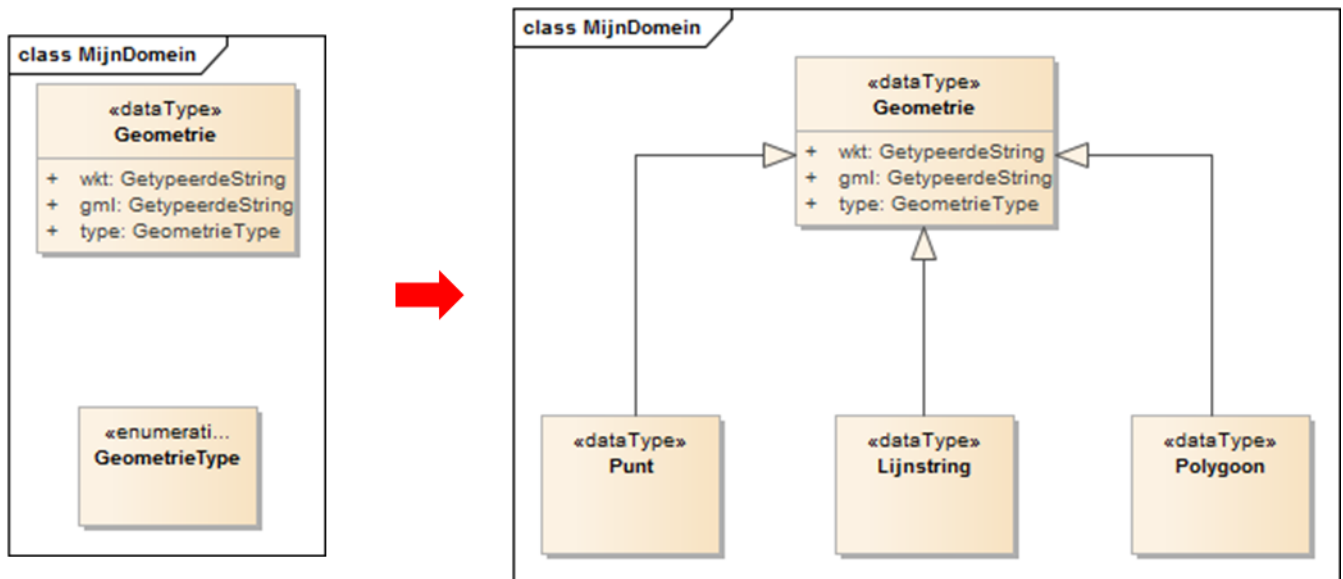 class MijnDomein
«dataType»
Geometrie
+ wkt: GetypeerdeString
+ gml: GetypeerdeString
+ type: GeometrieType
«enumerati...
GeometrieType
class MijnDomein
«dataType»
Geometrie
+ wkt: GetypeerdeString
+ gml: GetypeerdeString
+ type: GeometrieType
«dataType»
Punt
«dataType»
Lijnstring
«dataType»
Polygoon